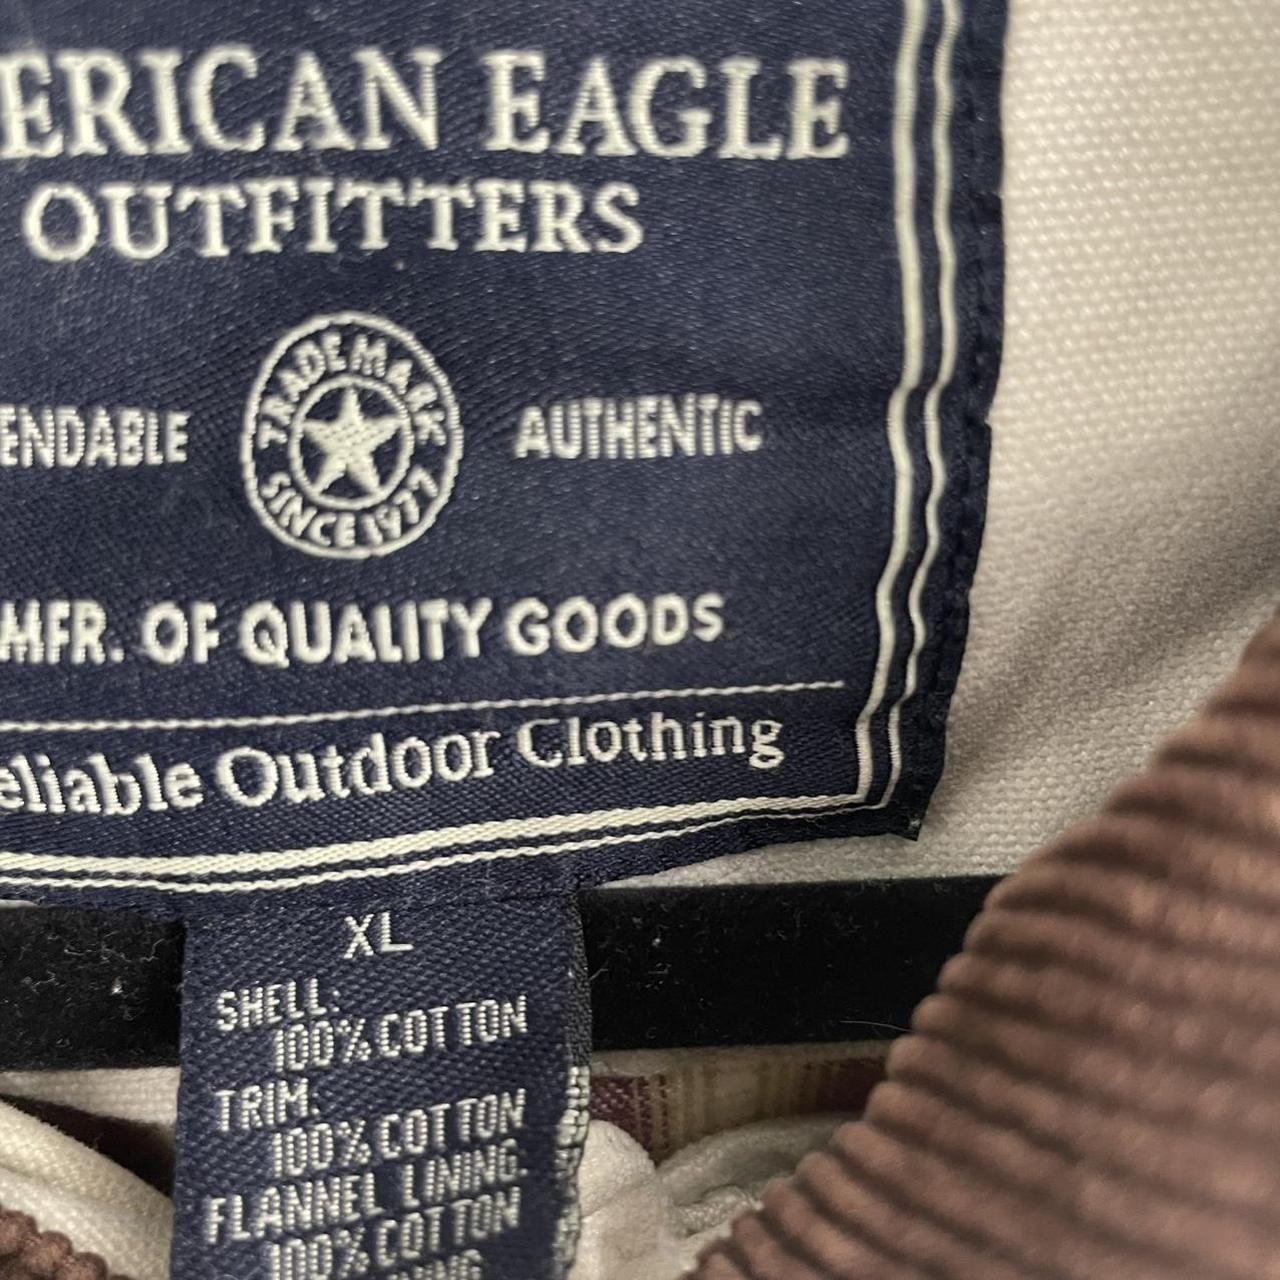 ERICAN EAGLE
OUTFITTERS
TRADEMARK
ENDABLE
AUTHENTIC
SINCE 1977
MFR. OF QUALITY GOODS
eliable Outdoor Clothing
XL
SHELL:
100% COTTON
TRIM:
100% COTTON
FLANNEL LINING:
100% COTTON